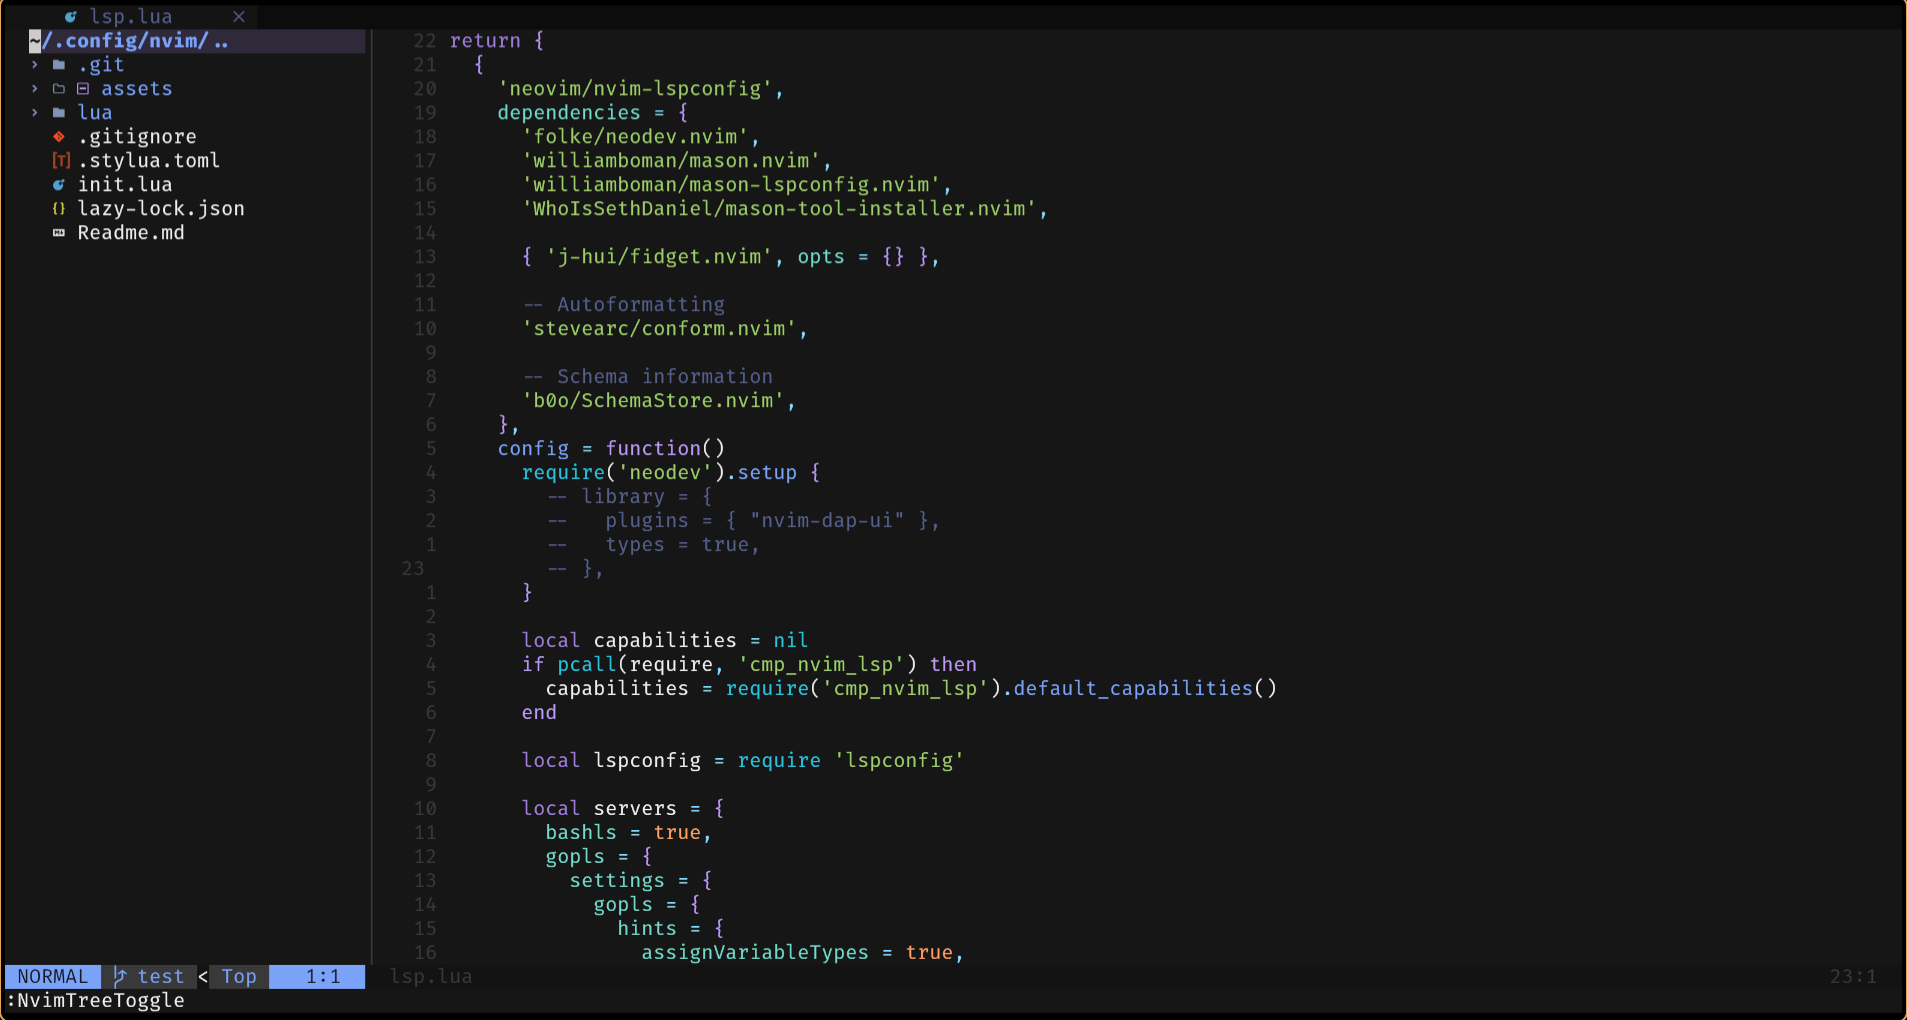 lsp.lua ×
~/.config/nvim/..
> .git
> assets
> lua
.gitignore
[T] .stylua.toml
init.lua
{} lazy-lock.json
Readme.md
22 return {
21   {
20     'neovim/nvim-lspconfig',
19     dependencies = {
18       'folke/neodev.nvim',
17       'williamboman/mason.nvim',
16       'williamboman/mason-lspconfig.nvim',
15       'WhoIsSethDaniel/mason-tool-installer.nvim',
14
13       { 'j-hui/fidget.nvim', opts = {} },
12
11       -- Autoformatting
10       'stevearc/conform.nvim',
9
8       -- Schema information
7       'b0o/SchemaStore.nvim',
6     },
5     config = function()
4       require('neodev').setup {
3         -- library = {
2         --   plugins = { "nvim-dap-ui" },
1         --   types = true,
23         -- },
1       }
2
3       local capabilities = nil
4       if pcall(require, 'cmp_nvim_lsp') then
5         capabilities = require('cmp_nvim_lsp').default_capabilities()
6       end
7
8       local lspconfig = require 'lspconfig'
9
10       local servers = {
11         bashls = true,
12         gopls = {
13           settings = {
14             gopls = {
15               hints = {
16                 assignVariableTypes = true,
NORMAL test < Top 1:1 lsp.lua 23:1
:NvimTreeToggle